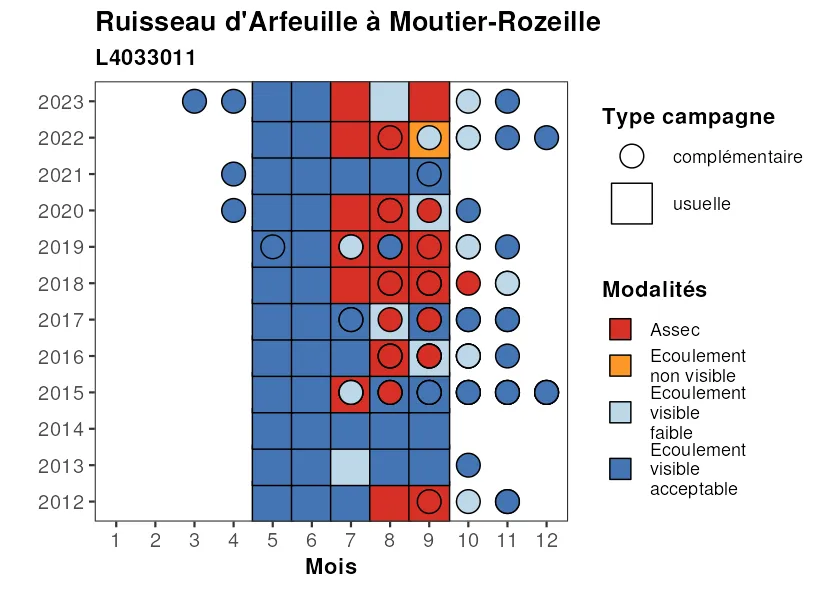 Ruisseau d'Arfeuille à Moutier-Rozeille
L4033011
2023
2022
2021
2020
2019
2018
2017
2016
2015
2014
2013
2012
1 2 3 4 5 6 7 8 9 10 11 12
Mois
Type campagne
complémentaire
usuelle
Modalités
Assec
Ecoulement
non visible
Ecoulement
visible
faible
Ecoulement
visible
acceptable